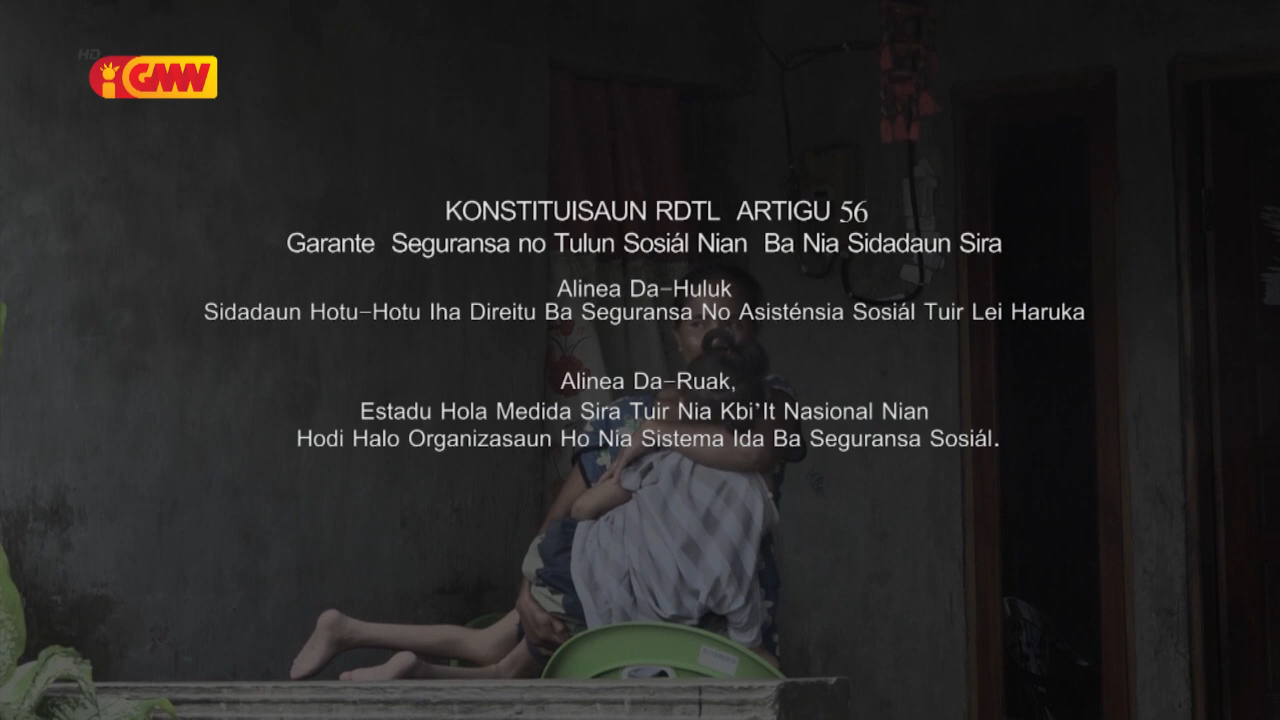 HD
GMN
KONSTITUISAUN RDTL ARTIGU 56
Garante Seguransa no Tulun Sosiál Nian Ba Nia Sidadaun Sira
Alinea Da-Huluk
Sidadaun Hotu-Hotu Iha Direitu Ba Seguransa No Asisténsia Sosiál Tuir Lei Haruka
Alinea Da-Ruak,
Estadu Hola Medida Sira Tuir Nia Kbi'It Nasional Nian
Hodi Halo Organizasaun Ho Nia Sistema Ida Ba Seguransa Sosiál.